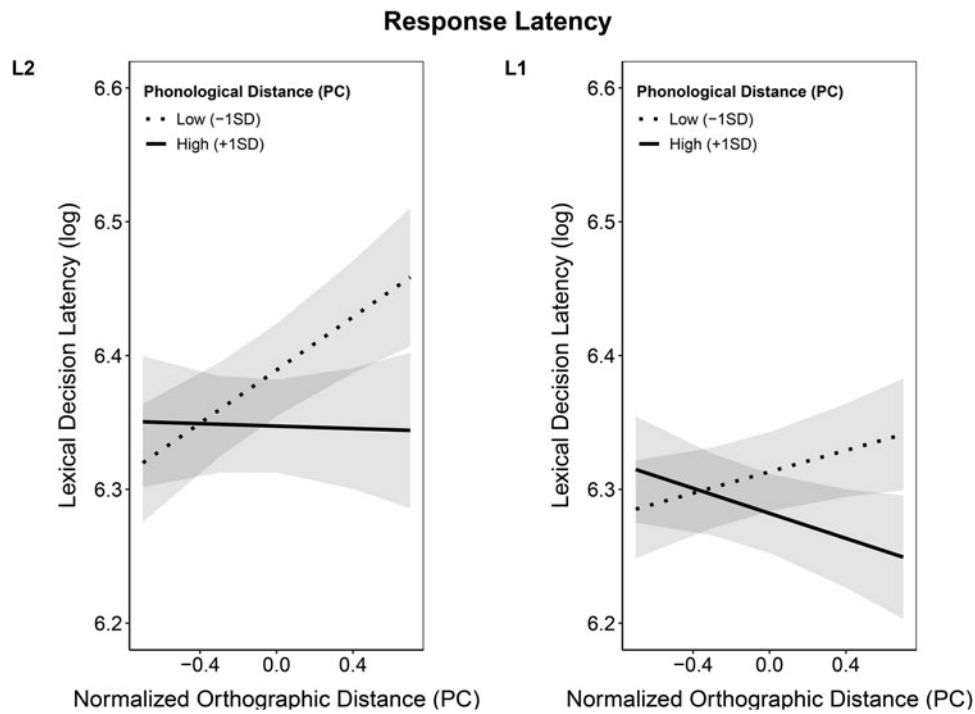 Response Latency
L2
Phonological Distance (PC)
Low (−1SD)
High (+1SD)
6.6
6.5
6.4
6.3
6.2
Lexical Decision Latency (log)
−0.4 0.0 0.4
Normalized Orthographic Distance (PC)
L1
Phonological Distance (PC)
Low (−1SD)
High (+1SD)
6.6
6.5
6.4
6.3
6.2
Lexical Decision Latency (log)
−0.4 0.0 0.4
Normalized Orthographic Distance (PC)